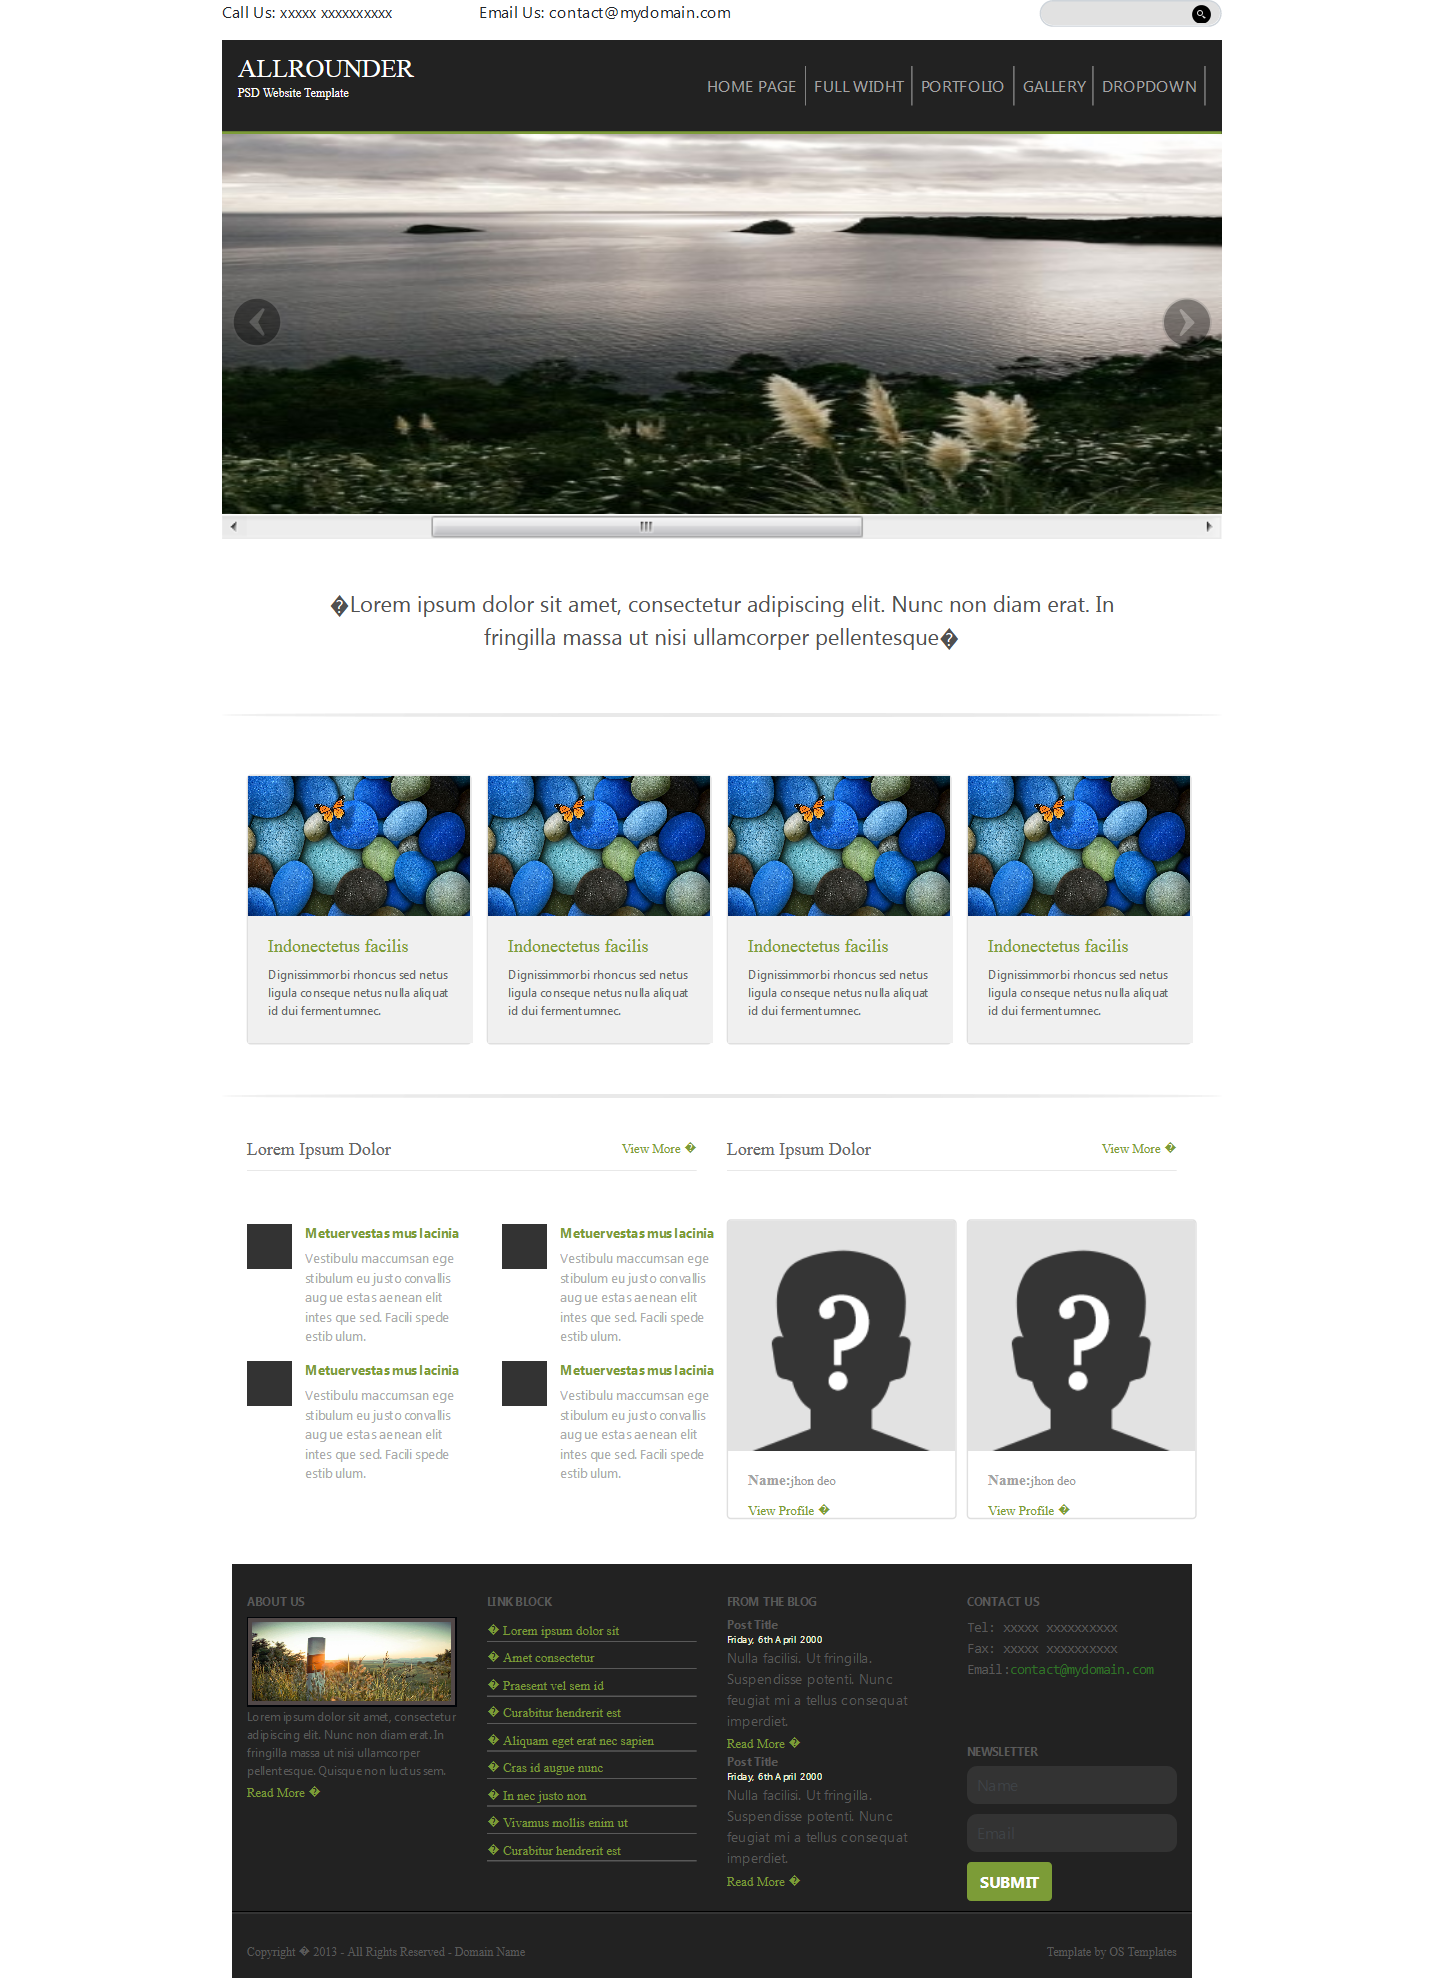 Call Us: xxxxx xxxxxxxxxx
Email Us: contact@mydomain.com
ALLROUNDER
PSD Website Template
HOME PAGE
FULL WIDHT
PORTFOLIO
GALLERY
DROPDOWN
�Lorem ipsum dolor sit amet, consectetur adipiscing elit. Nunc non diam erat. In
fringilla massa ut nisi ullamcorper pellentesque�
Indonectetus facilis
Dignissimmorbi rhoncus sed netus
ligula conseque netus nulla aliquat
id dui fermentumnec.
Indonectetus facilis
Dignissimmorbi rhoncus sed netus
ligula conseque netus nulla aliquat
id dui fermentumnec.
Indonectetus facilis
Dignissimmorbi rhoncus sed netus
ligula conseque netus nulla aliquat
id dui fermentumnec.
Indonectetus facilis
Dignissimmorbi rhoncus sed netus
ligula conseque netus nulla aliquat
id dui fermentumnec.
Lorem Ipsum Dolor
View More �
Metuervestas mus lacinia
Vestibulu maccumsan ege
stibulum eu justo convallis
augue estas aenean elit
intes que sed. Facili spede
estib ulum.
Metuervestas mus lacinia
Vestibulu maccumsan ege
stibulum eu justo convallis
augue estas aenean elit
intes que sed. Facili spede
estib ulum.
Metuervestas mus lacinia
Vestibulu maccumsan ege
stibulum eu justo convallis
augue estas aenean elit
intes que sed. Facili spede
estib ulum.
Metuervestas mus lacinia
Vestibulu maccumsan ege
stibulum eu justo convallis
augue estas aenean elit
intes que sed. Facili spede
estib ulum.
Lorem Ipsum Dolor
View More �
?
Name:jhon deo
View Profile �
?
Name:jhon deo
View Profile �
ABOUT US
Lorem ipsum dolor sit amet, consectetur
adipiscing elit. Nunc non diam erat. In
fringilla massa ut nisi ullamcorper
pellentesque. Quisque non luctus sem.
Read More �
LINK BLOCK
� Lorem ipsum dolor sit
� Amet consectetur
� Praesent vel sem id
� Curabitur hendrerit est
� Aliquam eget erat nec sapien
� Cras id augue nunc
� In nec justo non
� Vivamus mollis enim ut
� Curabitur hendrerit est
FROM THE BLOG
Post Title
Friday, 6th April 2000
Nulla facilisi. Ut fringilla.
Suspendisse potenti. Nunc
feugiat mi a tellus consequat
imperdiet.
Read More �
Post Title
Friday, 6th April 2000
Nulla facilisi. Ut fringilla.
Suspendisse potenti. Nunc
feugiat mi a tellus consequat
imperdiet.
Read More �
CONTACT US
Tel: xxxxx xxxxxxxxxx
Fax: xxxxx xxxxxxxxxx
Email:contact@mydomain.com
NEWSLETTER
Name
Email
SUBMIT
Copyright � 2013 - All Rights Reserved - Domain Name
Template by OS Templates